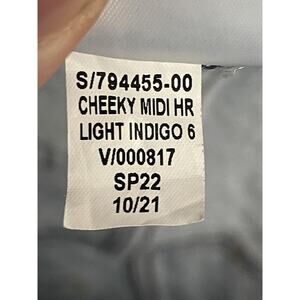 S/794455-00
CHEEKY MIDI HR
LIGHT INDIGO 6
V/000817
SP22
10/21